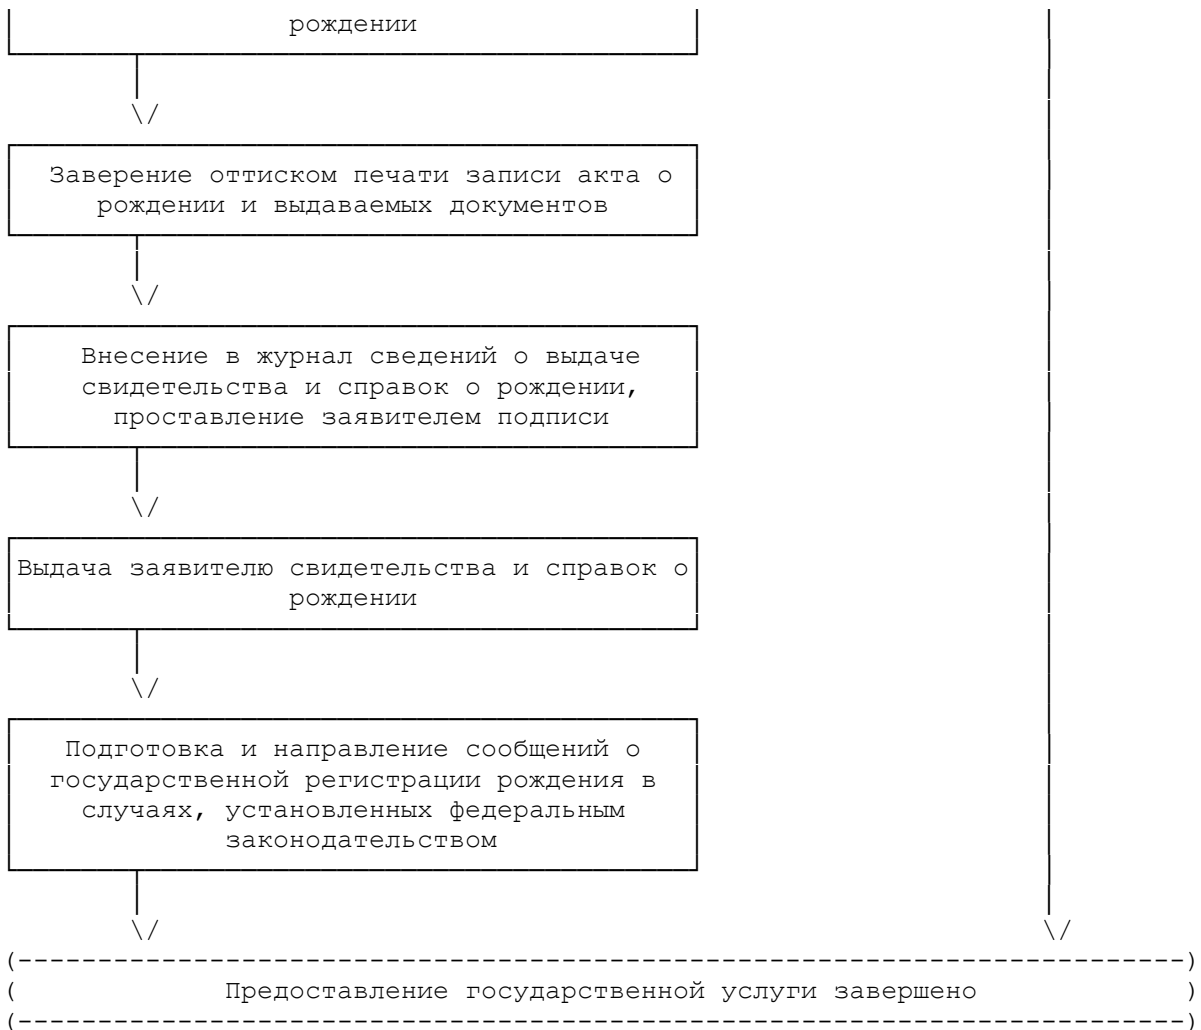 рождении
Заверение оттиском печати записи акта о
рождении и выдаваемых документов
Внесение в журнал сведений о выдаче
свидетельства и справок о рождении,
проставление заявителем подписи
Выдача заявителю свидетельства и справок о
рождении
Подготовка и направление сообщений о
государственной регистрации рождения в
случаях, установленных федеральным
законодательством
Предоставление государственной услуги завершено